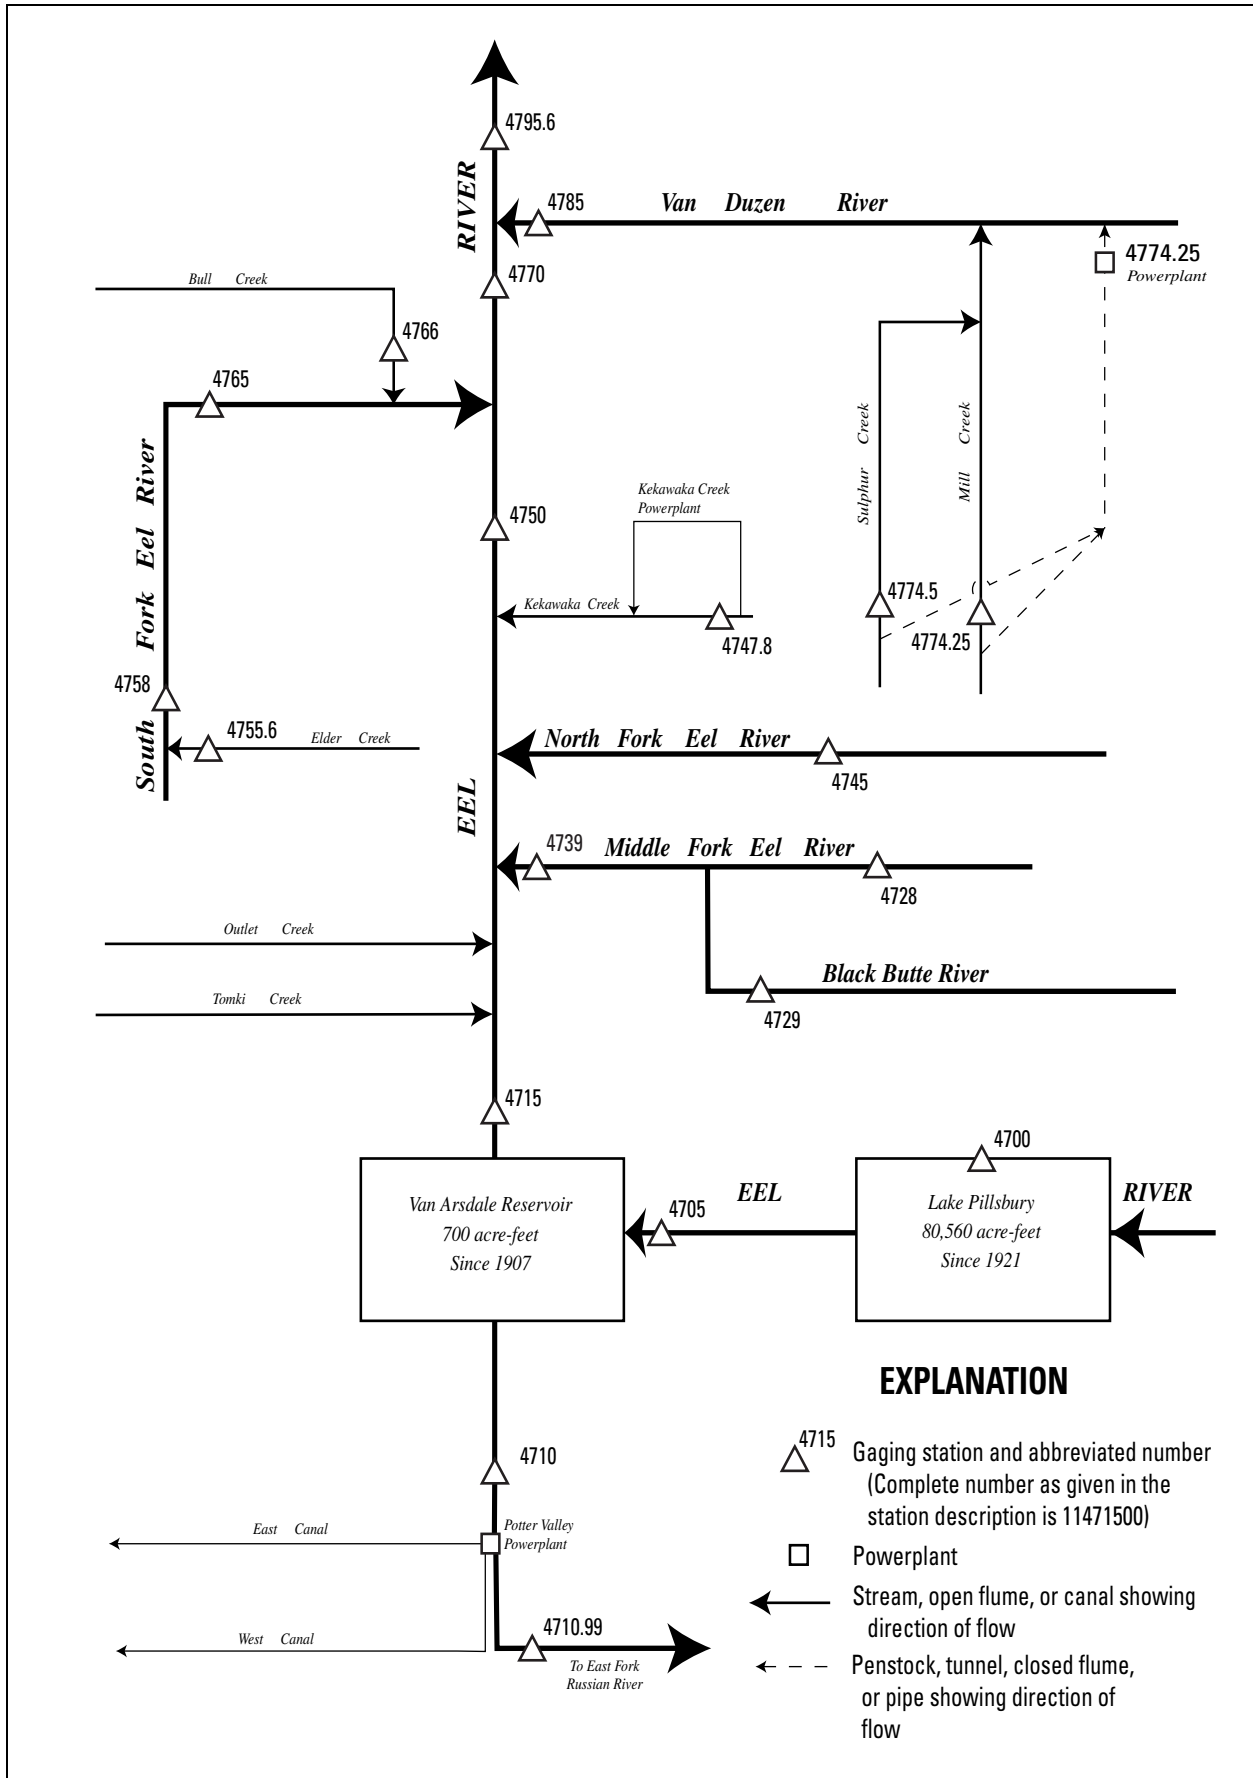 4795.6
RIVER
4785
Van Duzen River
4774.25
Powerplant
4770
Bull Creek
4766
4765
South Fork Eel River
Sulphur Creek
Mill Creek
Kekawaka Creek
Powerplant
4750
Kekawaka Creek
4747.8
4774.5
4774.25
4758
4755.6
Elder Creek
North Fork Eel River
4745
EEL
4739
Middle Fork Eel River
4728
Outlet Creek
Black Butte River
4729
Tomki Creek
4715
4700
Van Arsdale Reservoir
700 acre-feet
Since 1907
4705
EEL
Lake Pillsbury
80,560 acre-feet
Since 1921
RIVER
EXPLANATION
4715
Gaging station and abbreviated number
(Complete number as given in the
station description is 11471500)
Powerplant
Stream, open flume, or canal showing
direction of flow
Penstock, tunnel, closed flume,
or pipe showing direction of
flow
4710
East Canal
Potter Valley
Powerplant
West Canal
4710.99
To East Fork
Russian River